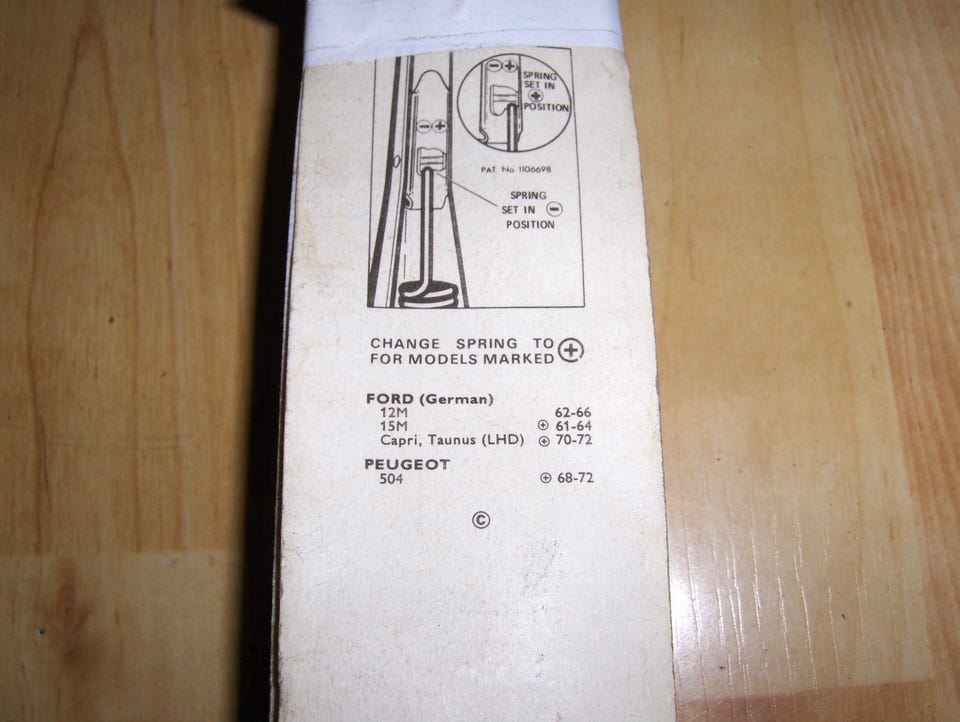 ⊖⊕
SPRING
SET IN
⊕
POSITION
⊖⊕
PAT. No 1106698
SPRING
SET IN ⊖
POSITION
CHANGE SPRING TO ⊕
FOR MODELS MARKED
FORD (German)
12M 62-66
15M ⊕ 61-64
Capri, Taunus (LHD) ⊕ 70-72
PEUGEOT
504 ⊕ 68-72
©